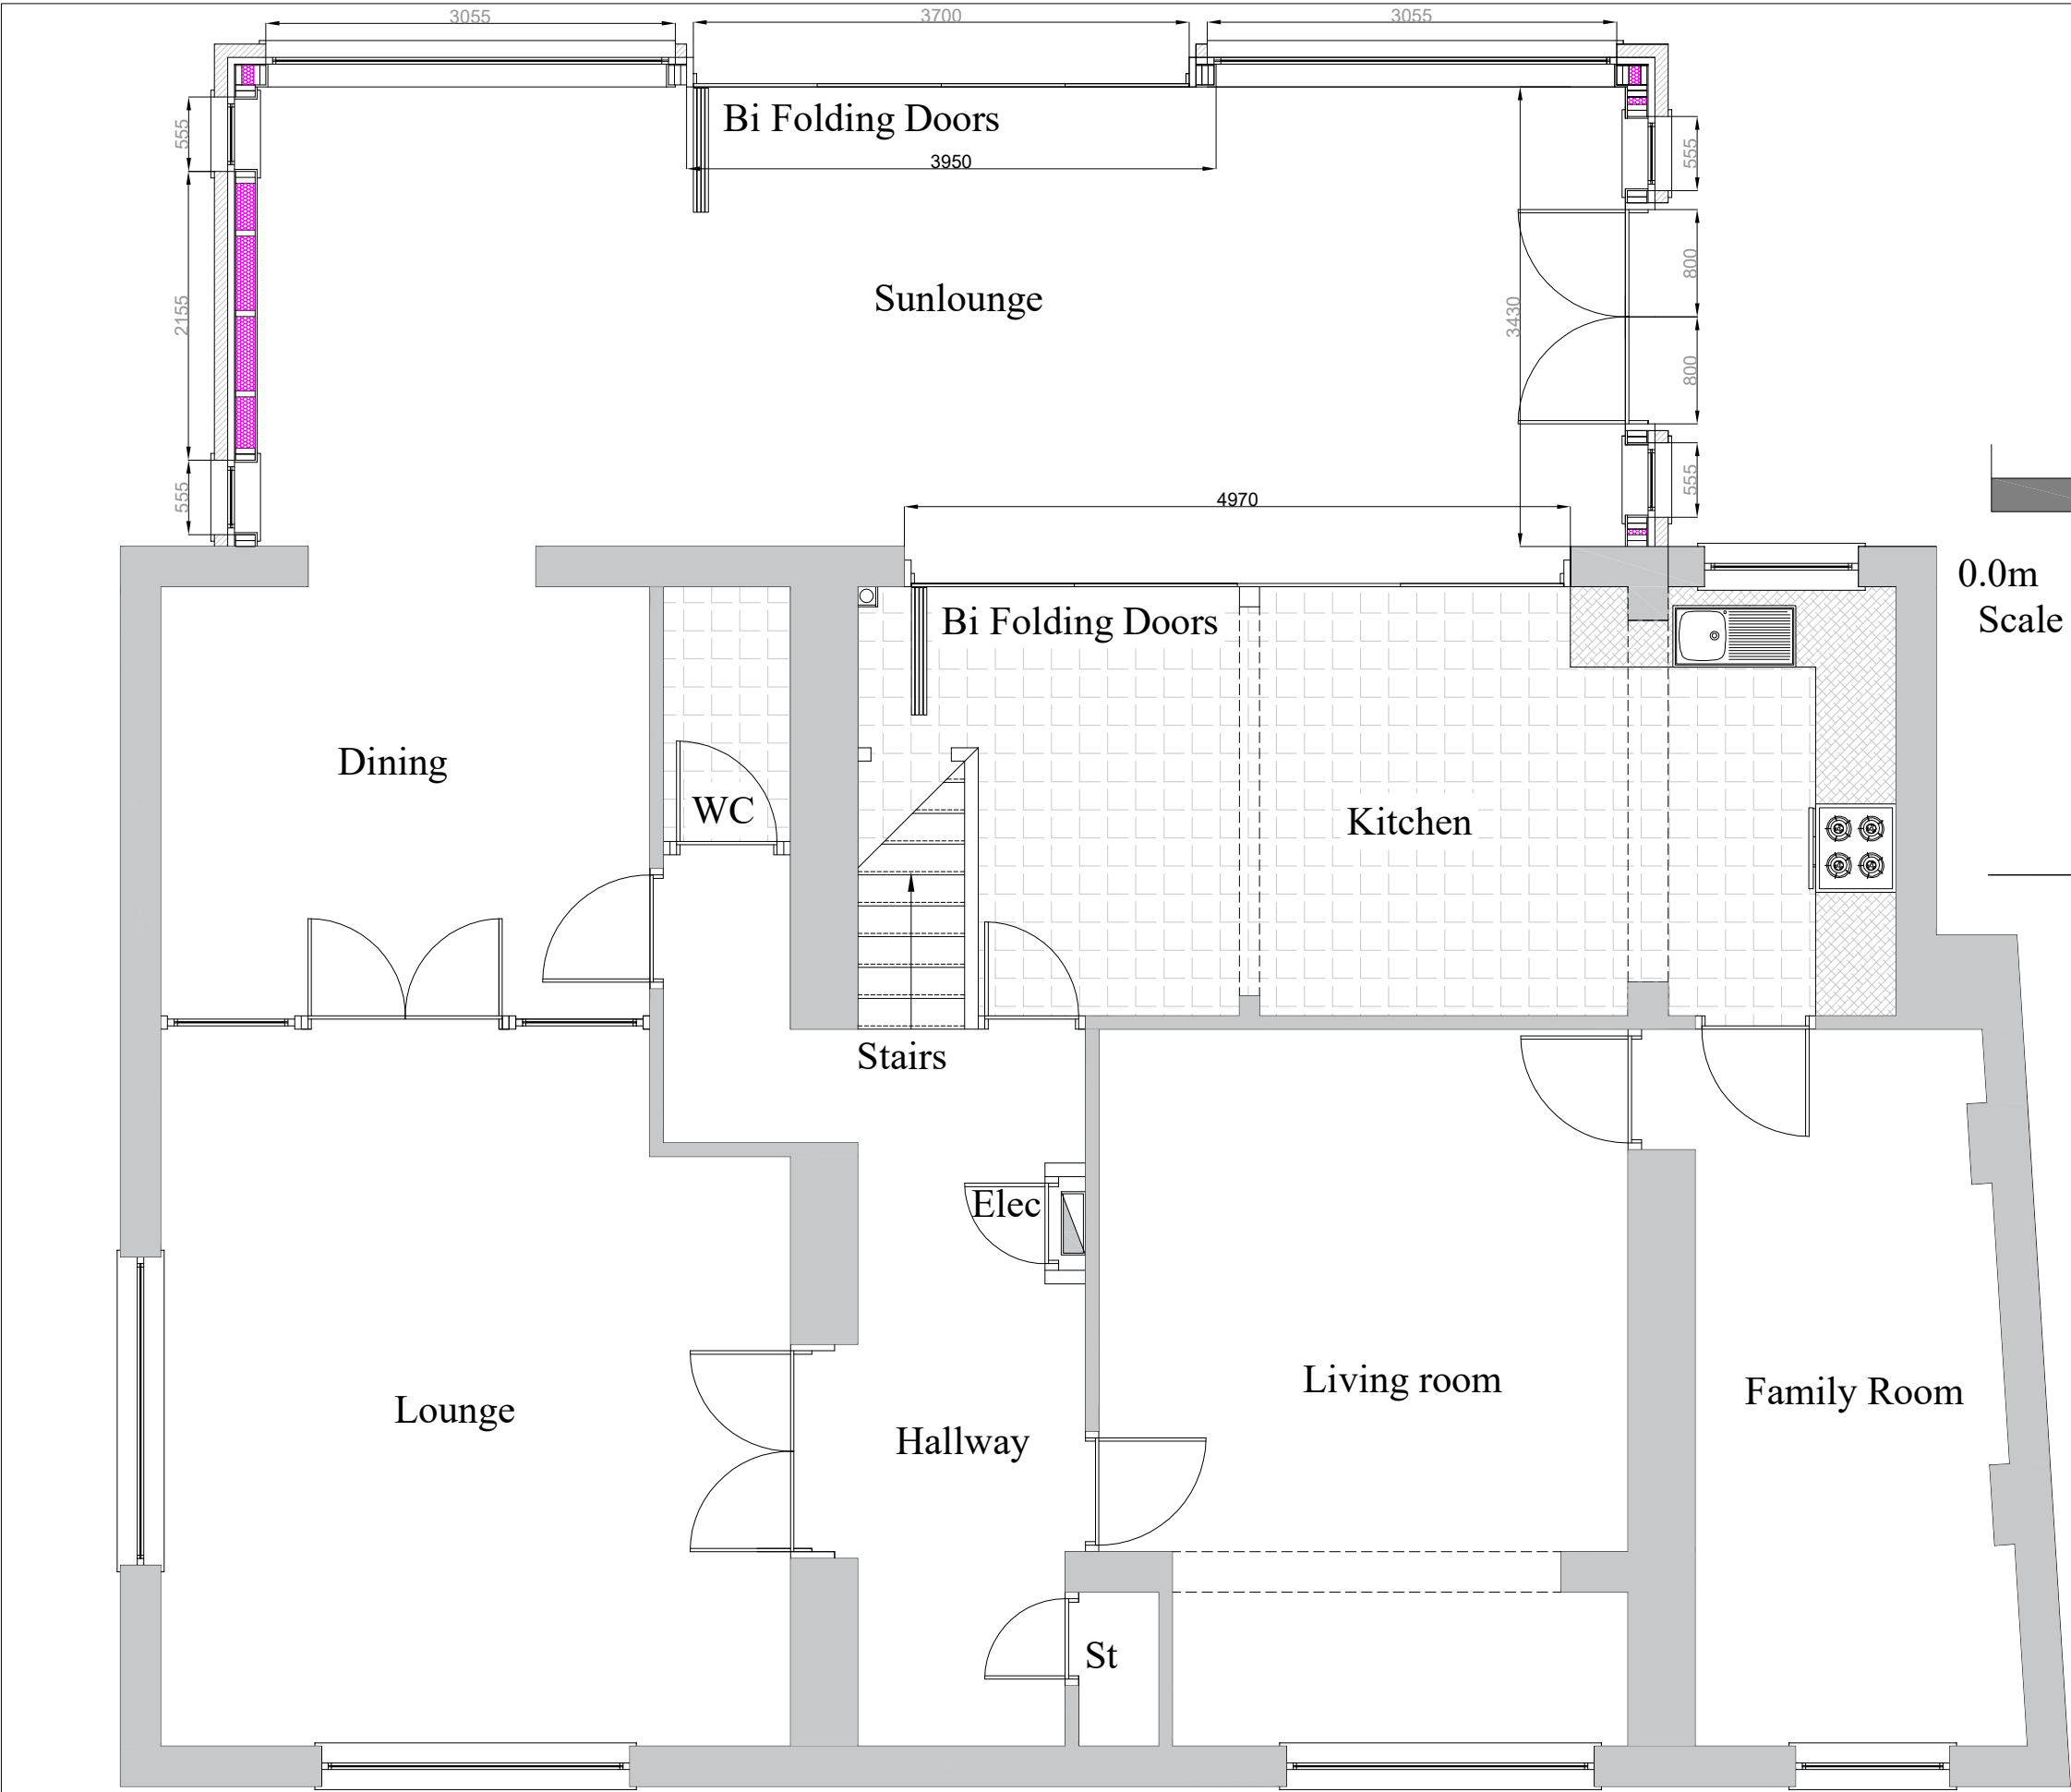 3055
3700
3055
Bi Folding Doors
3950
555
555
Sunlounge
800
2155
3430
800
555
555
4970
0.0m
Scale
Bi Folding Doors
Dining
WC
Kitchen
Stairs
Elec
Living room
Family Room
Lounge
Hallway
St